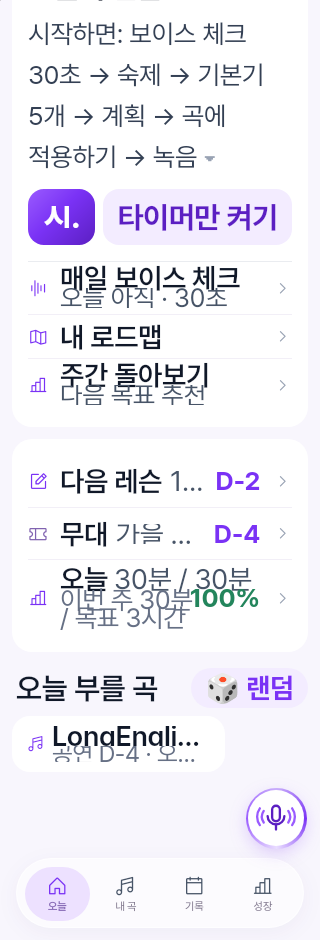 시작하면: 보이스 체크
30초 → 숙제 → 기본기
5개 → 계획 → 곡에
적용하기 → 녹음
시.
타이머만 켜기
매일 보이스 체크
오늘 아직 · 30초
내 로드맵
주간 돌아보기
다음 목표 추천
다음 레슨 1... D-2
무대 가을 ... D-4
오늘 30분 / 30분
이번 주 30분 100%
/ 목표 3시간
오늘 부를 곡
🎲 랜덤
LongEngli...
공연 D-4 · 오...
오늘
내 곡
기록
성장